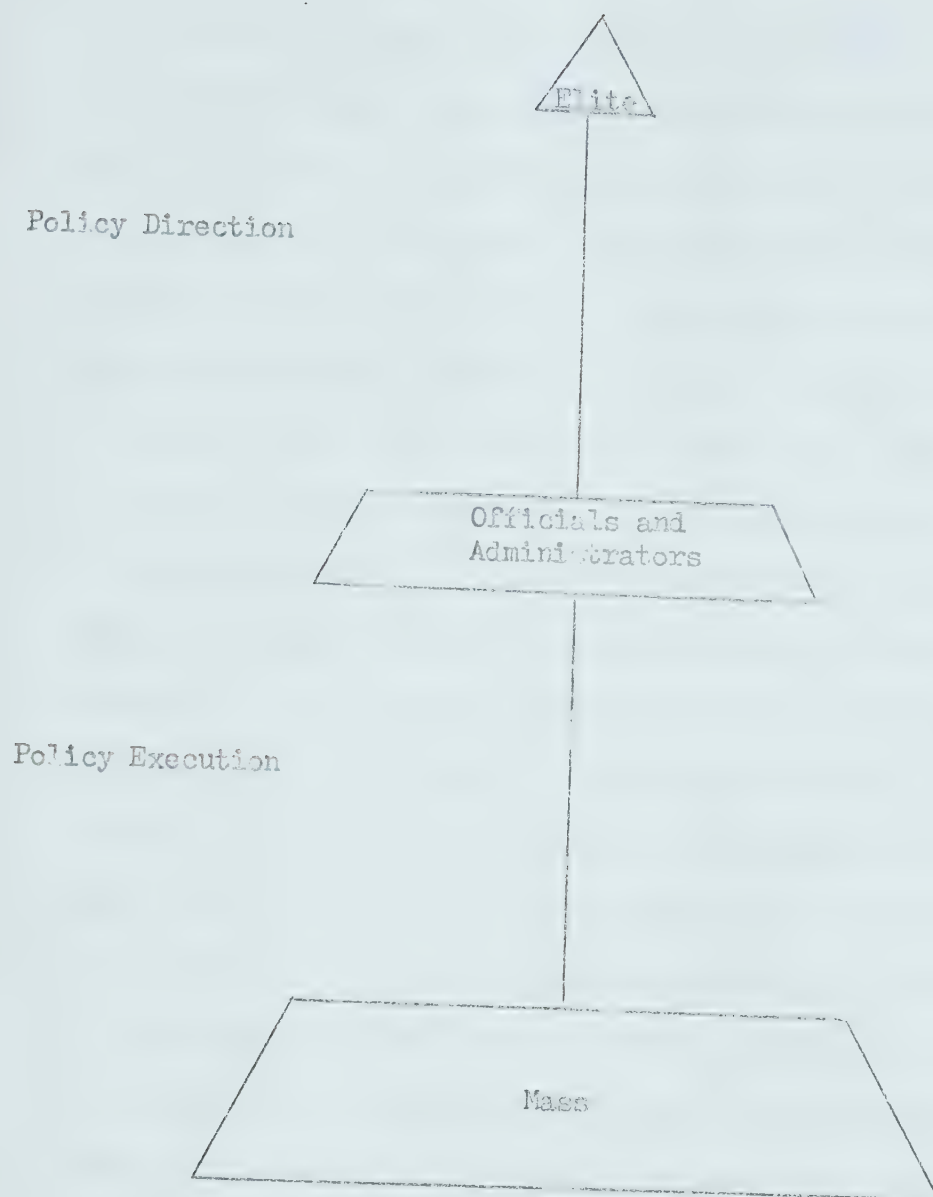 Elite
Policy Direction
Officials and
Administrators
Policy Execution
Mass